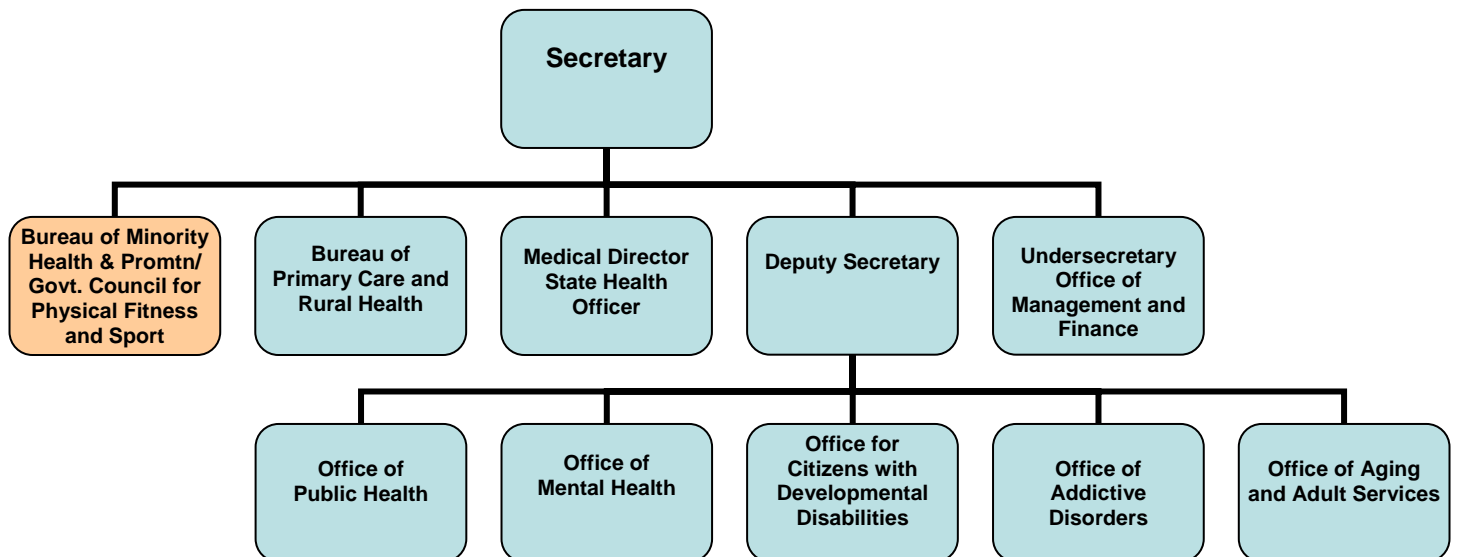 Secretary
Bureau of Minority
Health & Promtn/
Govt. Council for
Physical Fitness
and Sport
Bureau of
Primary Care and
Rural Health
Medical Director
State Health
Officer
Deputy Secretary
Undersecretary
Office of
Management and
Finance
Office of
Public Health
Office of
Mental Health
Office for
Citizens with
Developmental
Disabilities
Office of
Addictive
Disorders
Office of Aging
and Adult Services